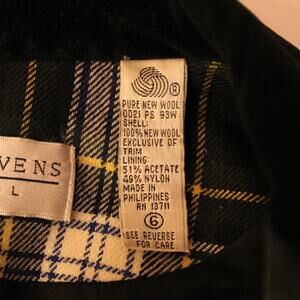 ®
PURE NEW WOOL
0021 PS 93W
SHELL:
100% NEW WOOL
EXCLUSIVE OF
TRIM
LINING:
51% ACETATE
49% NYLON
MADE IN
PHILIPPINES
RN 13711
6
SEE REVERSE
FOR CARE
VENS
L